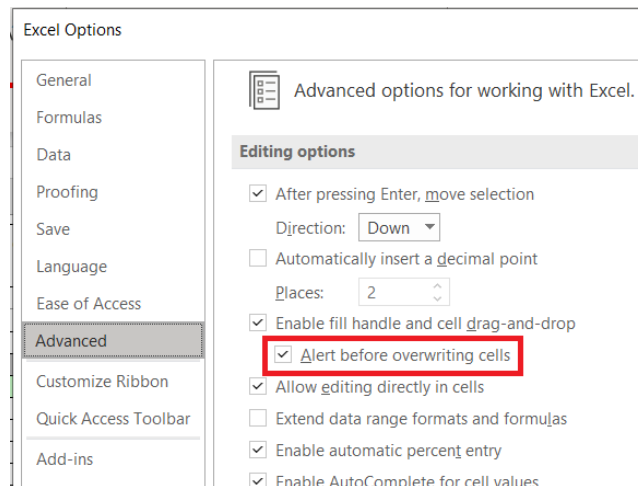 Excel Options
General
Formulas
Data
Proofing
Save
Language
Ease of Access
Advanced
Customize Ribbon
Quick Access Toolbar
Add-ins
Advanced options for working with Excel.
Editing options
After pressing Enter, move selection
Direction: Down
Automatically insert a decimal point
Places: 2
Enable fill handle and cell drag-and-drop
Alert before overwriting cells
Allow editing directly in cells
Extend data range formats and formulas
Enable automatic percent entry
Enable AutoComplete for cell values